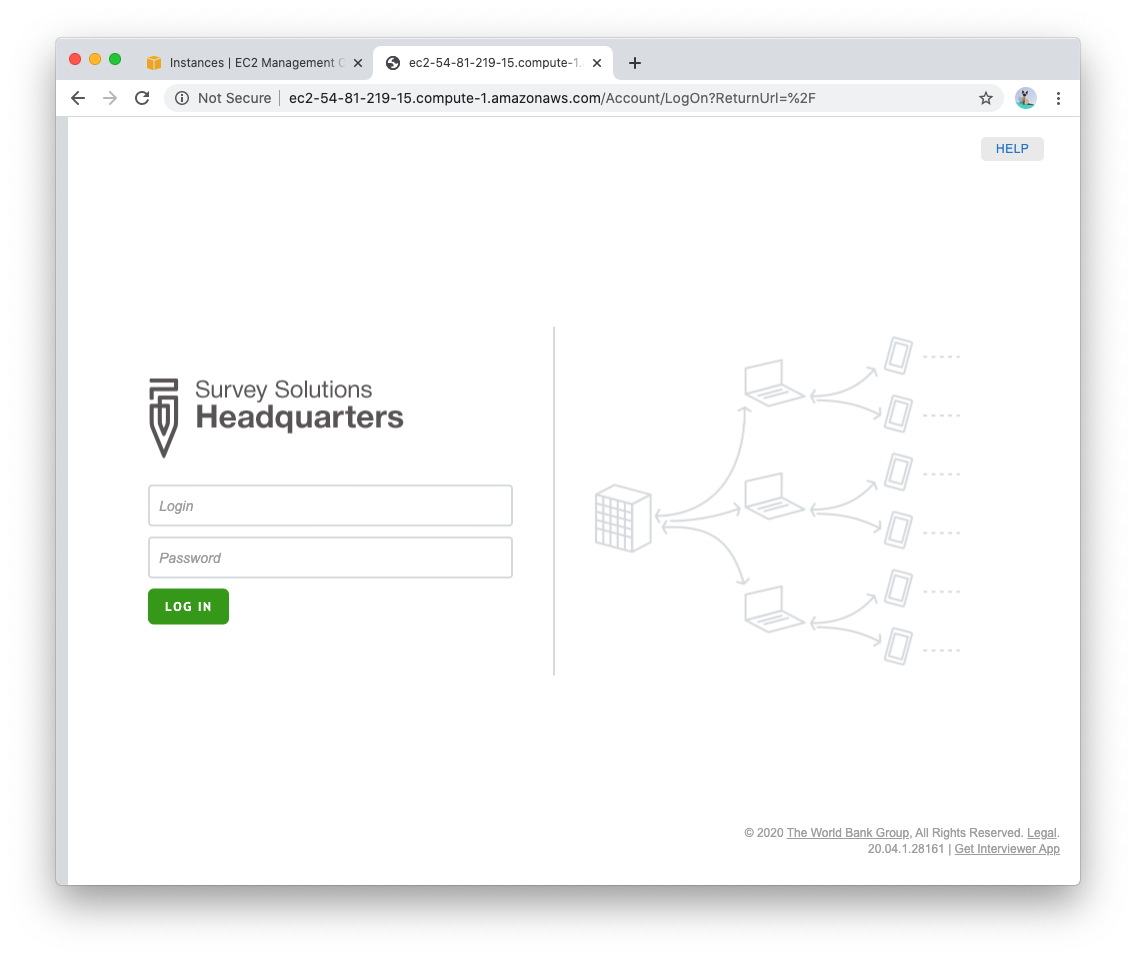 Instances | EC2 Management C
ec2-54-81-219-15.compute-1.
Not Secure | ec2-54-81-219-15.compute-1.amazonaws.com/Account/LogOn?ReturnUrl=%2F
HELP
Survey Solutions
Headquarters
Login
Password
LOG IN
© 2020 The World Bank Group, All Rights Reserved. Legal.
20.04.1.28161 | Get Interviewer App